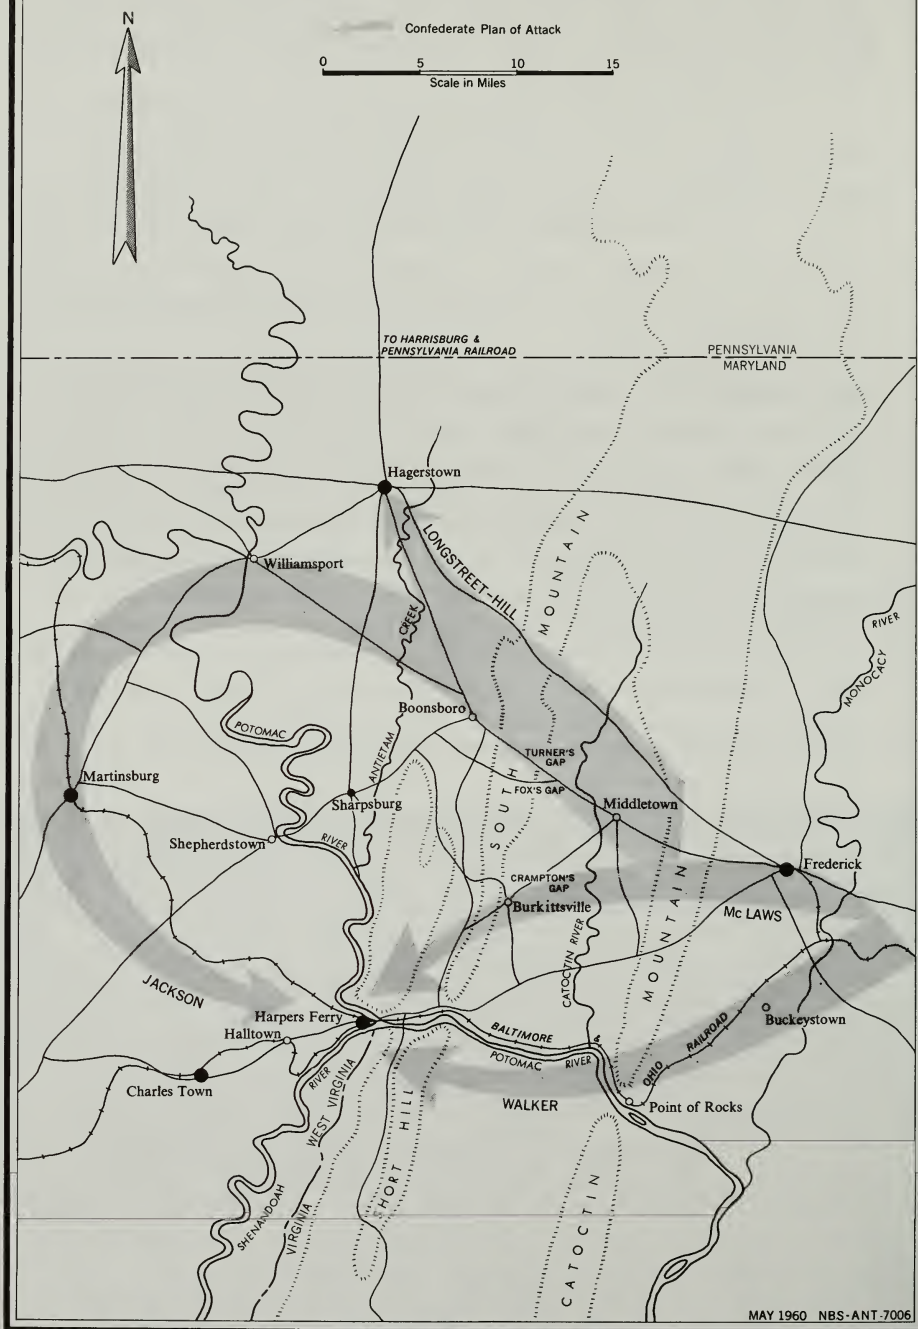 N
Confederate Plan of Attack
0 5 10 15
Scale in Miles
TO HARRISBURG &
PENNSYLVANIA RAILROAD
PENNSYLVANIA
MARYLAND
Hagerstown
LONGSTREET-HILL
MOUNTAIN
Williamsport
CREEK
RIVER
MONOCACY
Boonsboro
POTOMAC
ANTIETAM
TURNER'S
GAP
FOX'S GAP
SOUTH
Martinsburg
Sharpsburg
Middletown
Shepherdstown
RIVER
Frederick
CRAMPTON'S
GAP
Burkittsville
Mc LAWS
MOUNTAIN
CATOCTIN RIVER
JACKSON
Harpers Ferry
Halltown
BALTIMORE
&
OHIO
RAILROAD
Buckeystown
POTOMAC RIVER
Charles Town
RIVER
WEST VIRGINIA
WALKER
Point of Rocks
SHORT HILL
SHENANDOAH
VIRGINIA
CATOCTIN
MAY 1960 NBS-ANT-7006